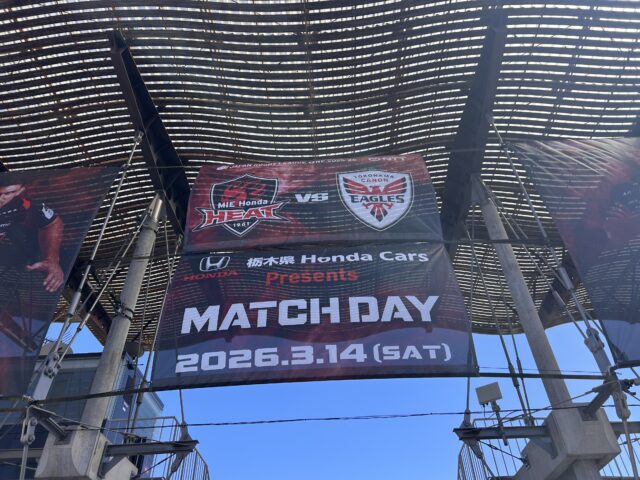 MIE Honda
HEAT
1961
VS
YOKOHAMA
CANON
EAGLES
HONDA
栃木県 Honda Cars
Presents
MATCH DAY
2026.3.14(SAT)